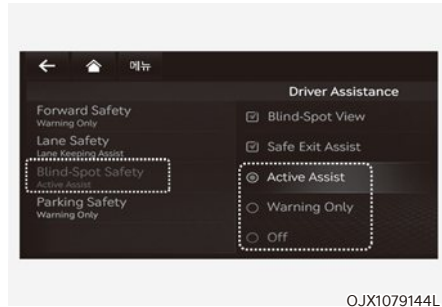 메뉴
Driver Assistance
Forward Safety
Warning Only
Lane Safety
Lane Keeping Assist
Blind-Spot Safety
Active Assist
Parking Safety
Warning Only
Blind-Spot View
Safe Exit Assist
Active Assist
Warning Only
Off
OJX1079144L